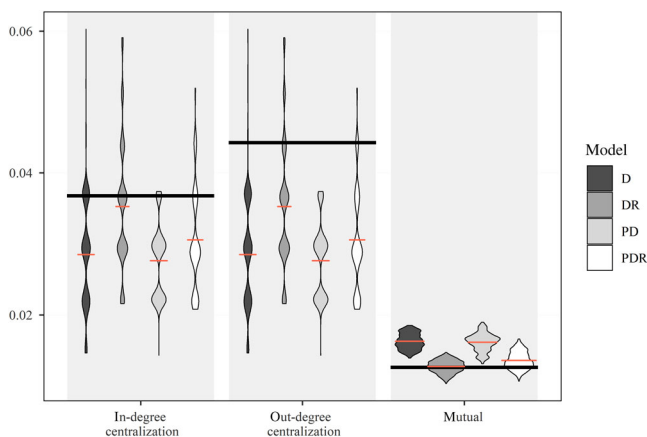 0.06
0.04
0.02
In-degree
centralization
Out-degree
centralization
Mutual
Model
D
DR
PD
PDR